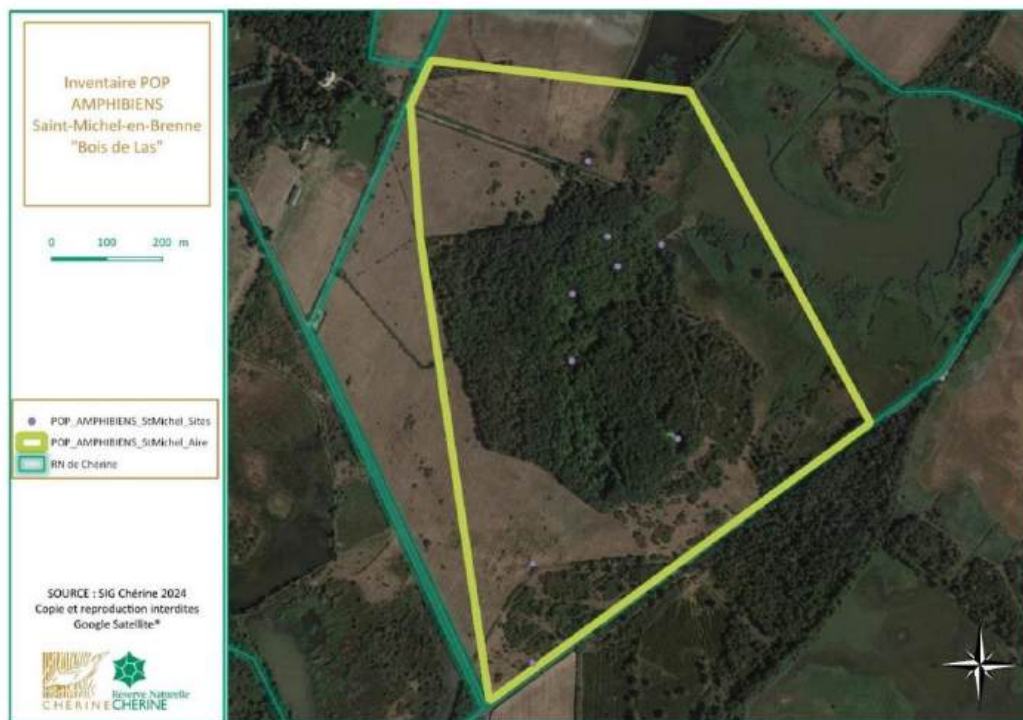 Inventaire POP
AMPHIBIENS
Saint-Michel-en-Brenne
"Bois de Las"
0 100 200 m
POP_AMPHIBIENS_StMichel_Sites
POP_AMPHIBIENS_StMichel_Aire
RN de Chérine
SOURCE : SIG Chérine 2024
Copie et reproduction interdites
Google Satellite®
CHERINE
Réserve Naturelle
CHERINE